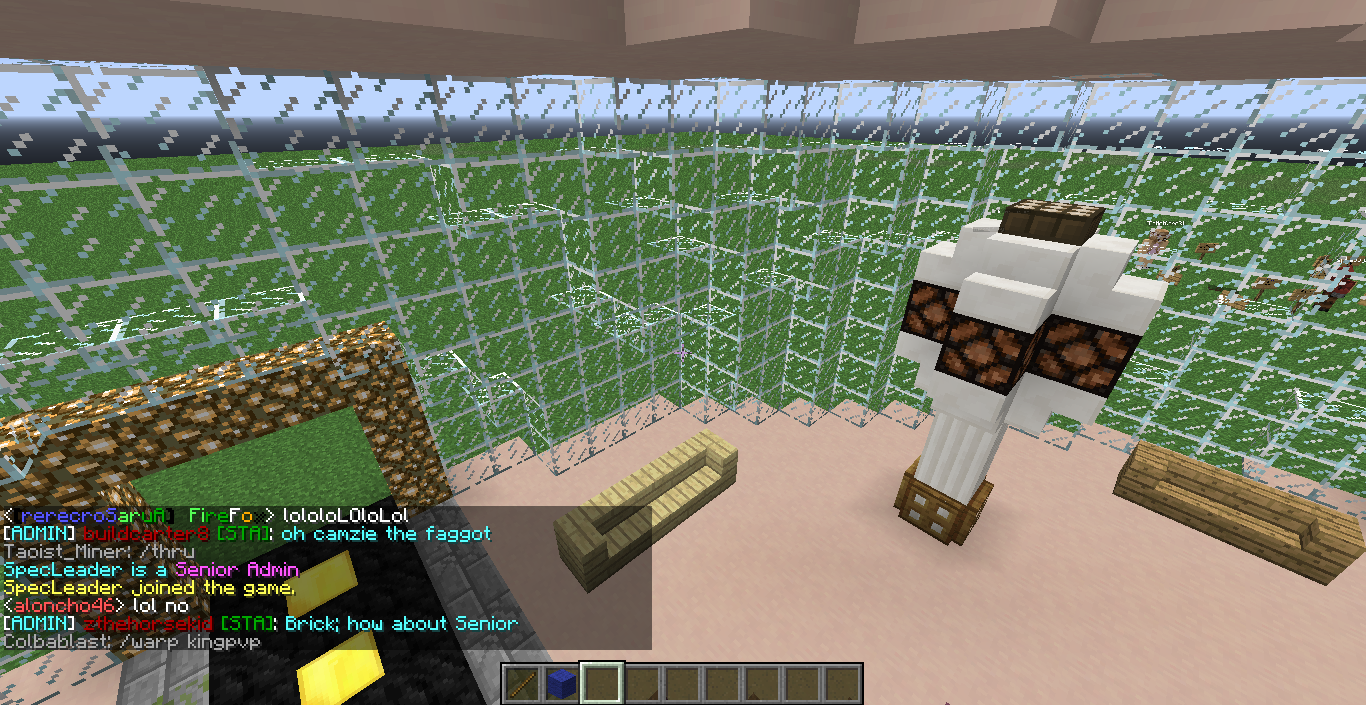 < rerecro5aruA FireFox> lololoLOloLol
[ADMIN] buildcarter8 [STA]: oh camzie the faggot
Taoist_Miner: /thru
SpecLeader is a Senior Admin
SpecLeader joined the game.
<aloncho46> lol no
[ADMIN] zthehorsekid [STA]: Brick; how about Senior
Colbablast: /warp kingpvp